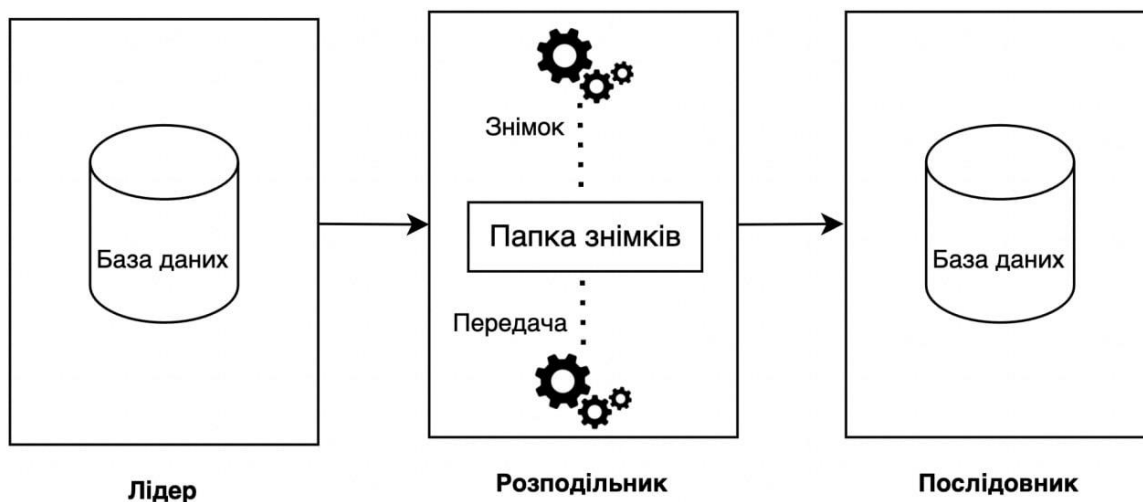 Знімок
Папка знімків
База даних
База даних
Передача
Лідер
Розподільник
Послідовник